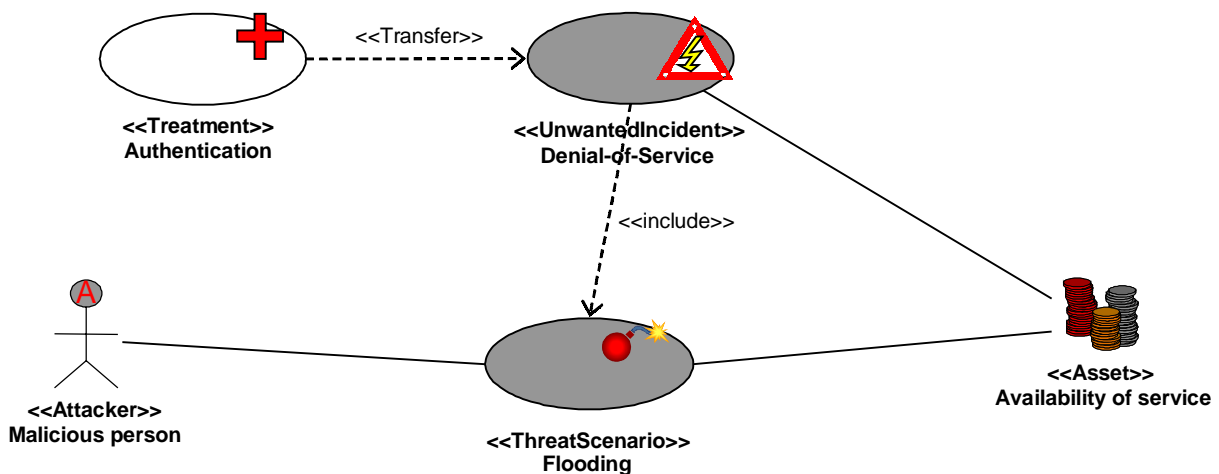 <<Transfer>>
<<Treatment>>
Authentication
<<UnwantedIncident>>
Denial-of-Service
<<include>>
A
<<Attacker>>
Malicious person
<<ThreatScenario>>
Flooding
<<Asset>>
Availability of service